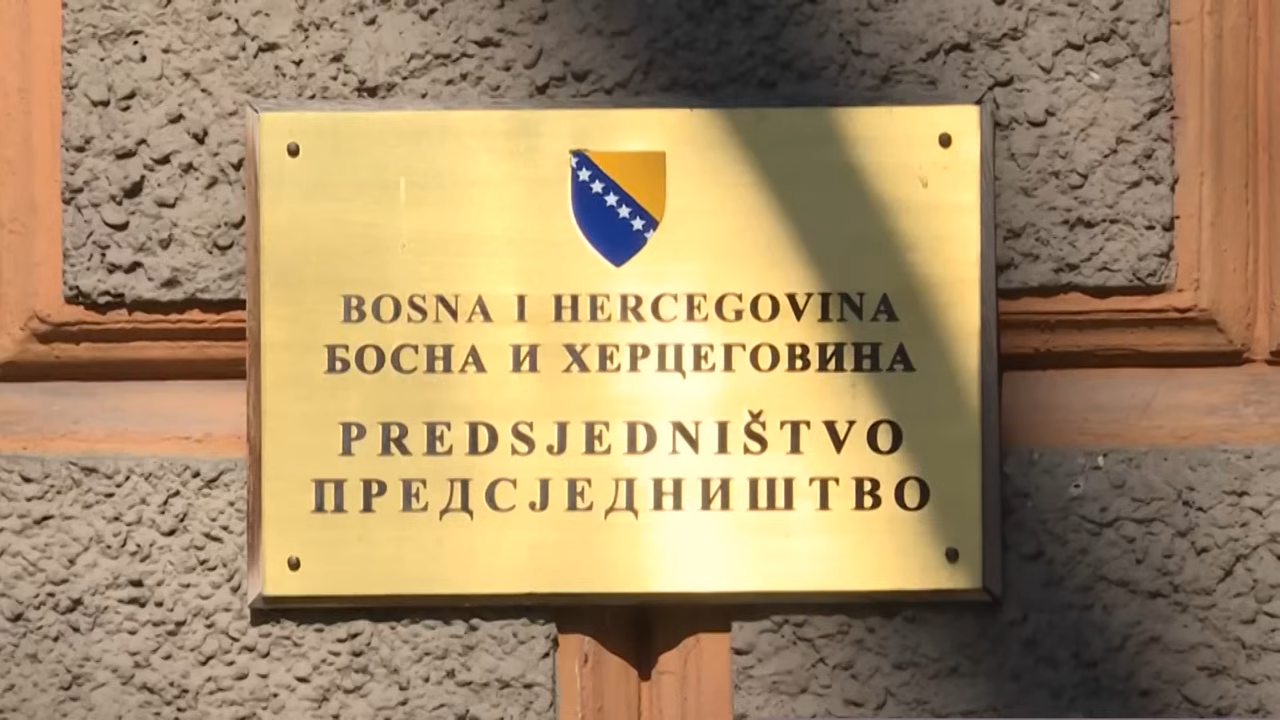 BOSNA I HERCEGOVINA
БОСНА И ХЕРЦЕГОВИНА
PREDSJEDNIŠTVO
ПРЕДСЈЕДНИШТВО